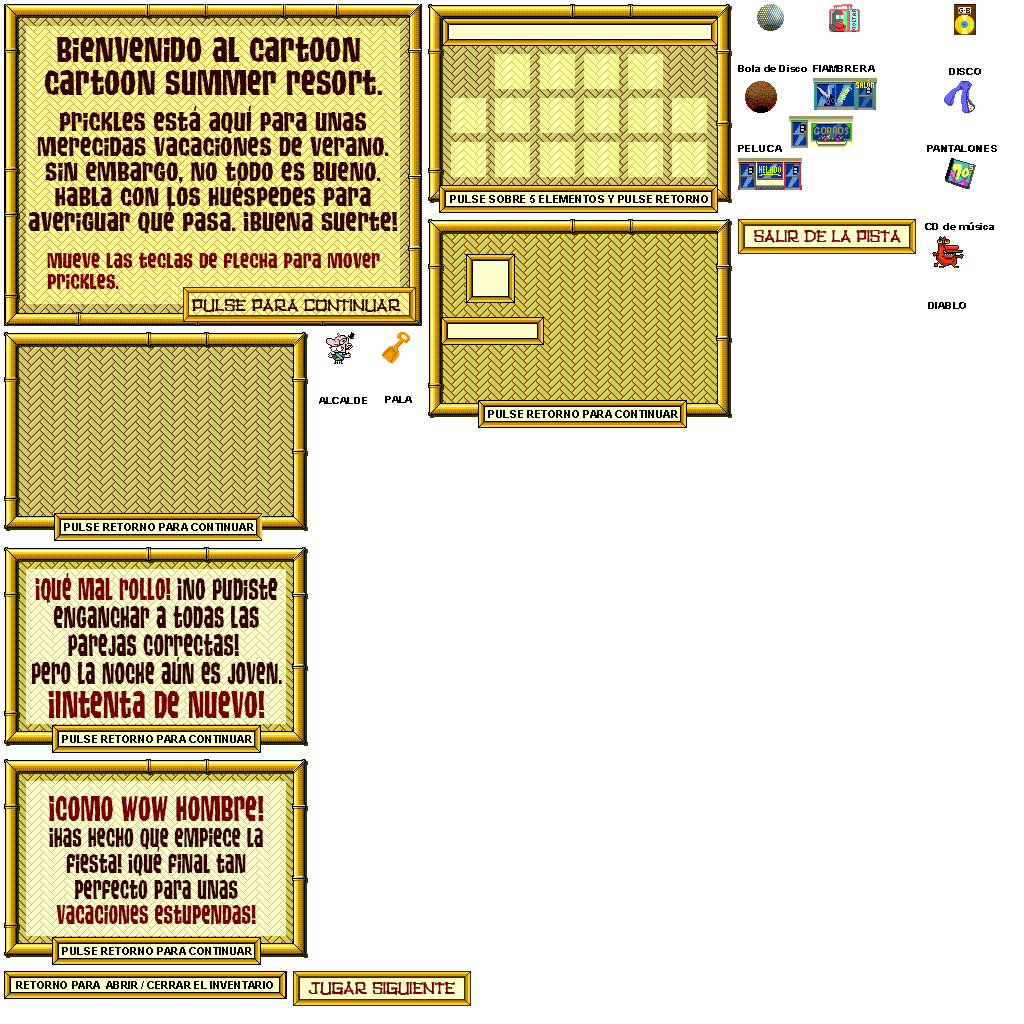 Bienvenido al Cartoon
Cartoon Summer Resort.
Prickles está aquí para unas
merecidas vacaciones de verano.
Sin embargo, no todo es bueno.
Habla con los huéspedes para
averiguar qué pasa. ¡Buena suerte!
Mueve las teclas de flecha para mover
Prickles.
PULSE PARA CONTINUAR
PULSE SOBRE 5 ELEMENTOS Y PULSE RETORNO
PULSE RETORNO PARA CONTINUAR
Bola de Disco
FIAMBRERA
DISCO
SALON
GORROS
PELUCA
PANTALONES
HELADO
70
SALIR DE LA PISTA
CD de música
DIABLO
ALCALDE
PALA
PULSE RETORNO PARA CONTINUAR
¡Qué mal rollo! ¡No pudiste
enganchar a todas las
parejas correctas!
Pero la noche aún es joven.
¡Intenta de nuevo!
PULSE RETORNO PARA CONTINUAR
¡Como wow hombre!
¡Has hecho que empiece la
fiesta! ¡Qué final tan
perfecto para unas
vacaciones estupendas!
PULSE RETORNO PARA CONTINUAR
RETORNO PARA ABRIR / CERRAR EL INVENTARIO
JUGAR SIGUIENTE